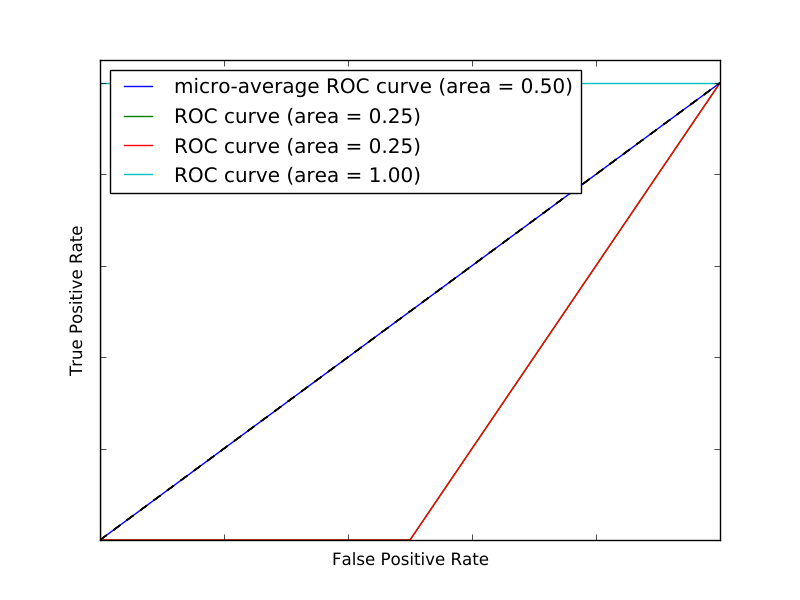 micro-average ROC curve (area = 0.50)
ROC curve (area = 0.25)
ROC curve (area = 0.25)
ROC curve (area = 1.00)
True Positive Rate
False Positive Rate